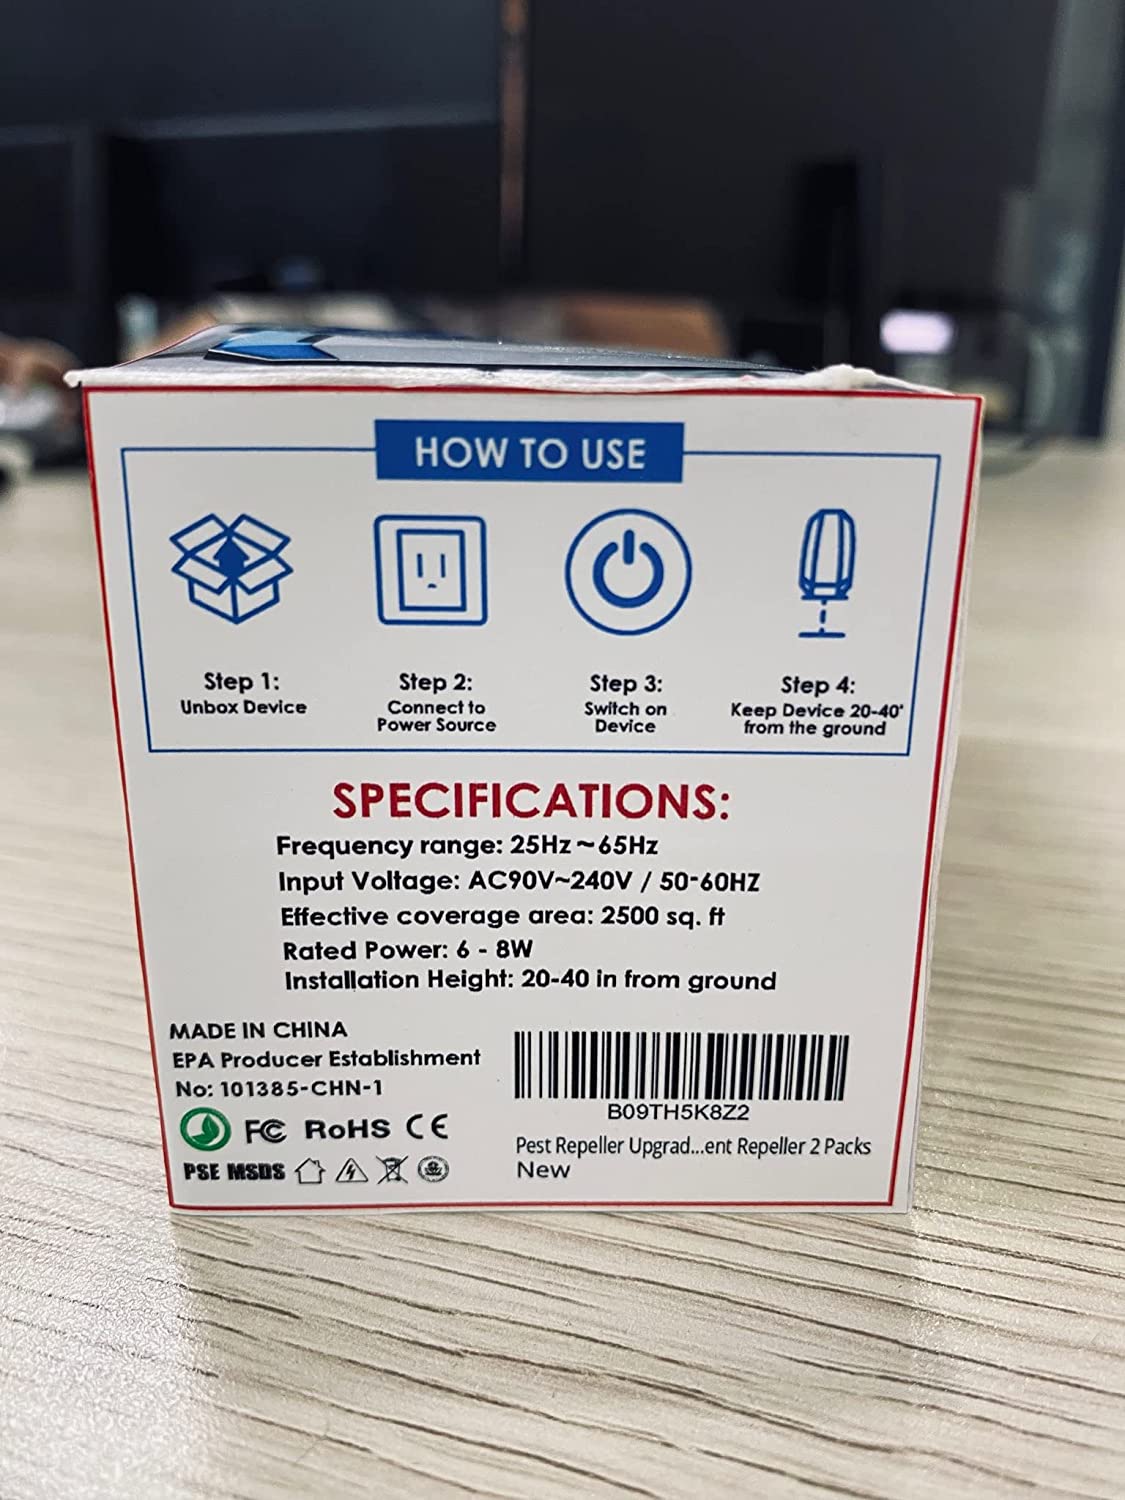 HOW TO USE
Step 1:
Unbox Device
Step 2:
Connect to
Power Source
Step 3:
Switch on
Device
Step 4:
Keep Device 20-40"
from the ground
SPECIFICATIONS:
Frequency range: 25Hz~65Hz
Input Voltage: AC90V~240V / 50-60HZ
Effective coverage area: 2500 sq. ft
Rated Power: 6 - 8W
Installation Height: 20-40 in from ground
MADE IN CHINA
EPA Producer Establishment
No: 101385-CHN-1
FC RoHS CE
PSE MSDS
B09TH5K8Z2
Pest Repeller Upgrad...ent Repeller 2 Packs
New